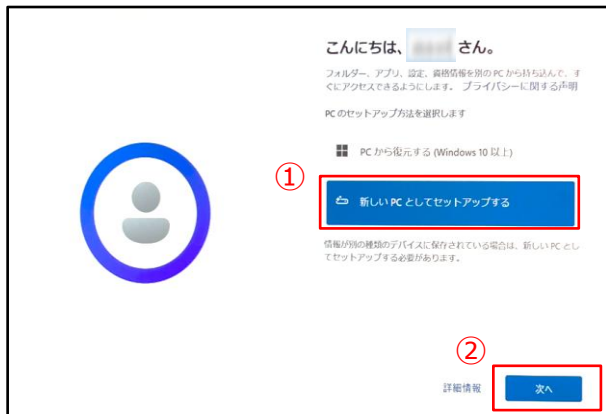 こんにちは、 さん。
フォルダー、アプリ、設定、資格情報を別の PC から持ち込んで、す
ぐにアクセスできるようにします。 プライバシーに関する声明
PC のセットアップ方法を選択します
PC から復元する (Windows 10 以上)
①
新しい PC としてセットアップする
情報が別の種類のデバイスに保存されている場合は、新しい PC とし
てセットアップする必要があります。
②
詳細情報
次へ